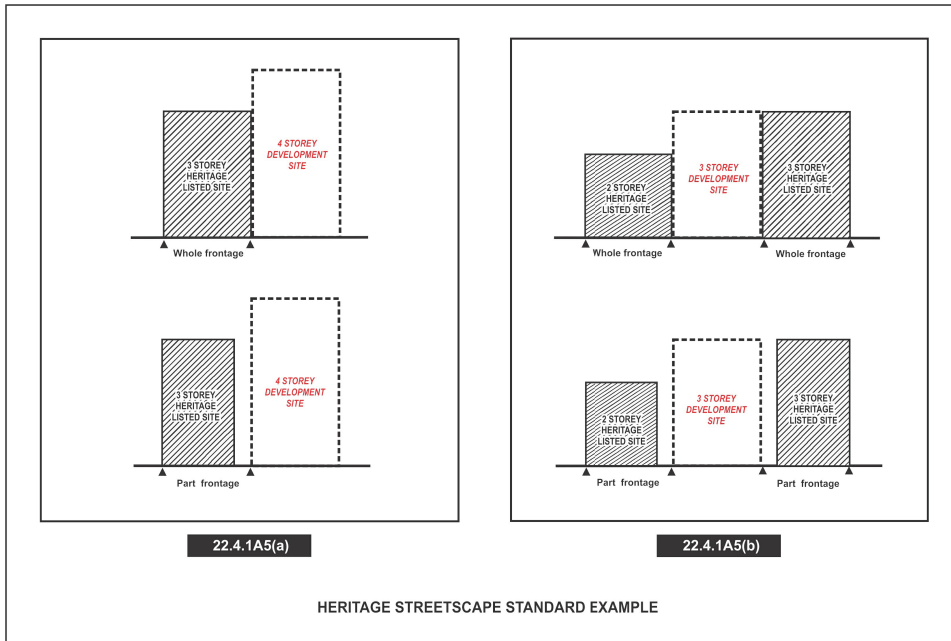 3 STOREY
HERITAGE
LISTED SITE
4 STOREY
DEVELOPMENT
SITE
Whole frontage
3 STOREY
HERITAGE
LISTED SITE
4 STOREY
DEVELOPMENT
SITE
Part frontage
22.4.1A5(a)
2 STOREY
HERITAGE
LISTED SITE
3 STOREY
DEVELOPMENT
SITE
3 STOREY
HERITAGE
LISTED SITE
Whole frontage
Whole frontage
2 STOREY
HERITAGE
LISTED SITE
3 STOREY
DEVELOPMENT
SITE
3 STOREY
HERITAGE
LISTED SITE
Part frontage
Part frontage
22.4.1A5(b)
HERITAGE STREETSCAPE STANDARD EXAMPLE